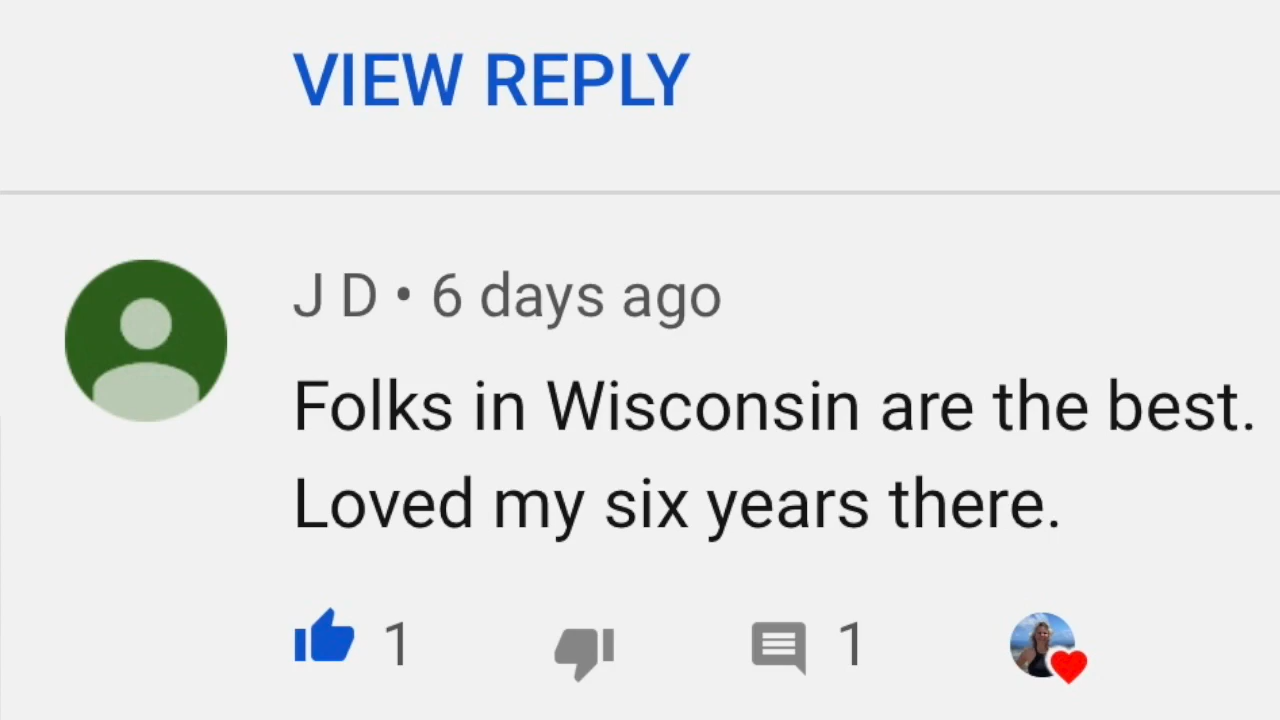 VIEW REPLY
J D • 6 days ago
Folks in Wisconsin are the best.
Loved my six years there.
1 1